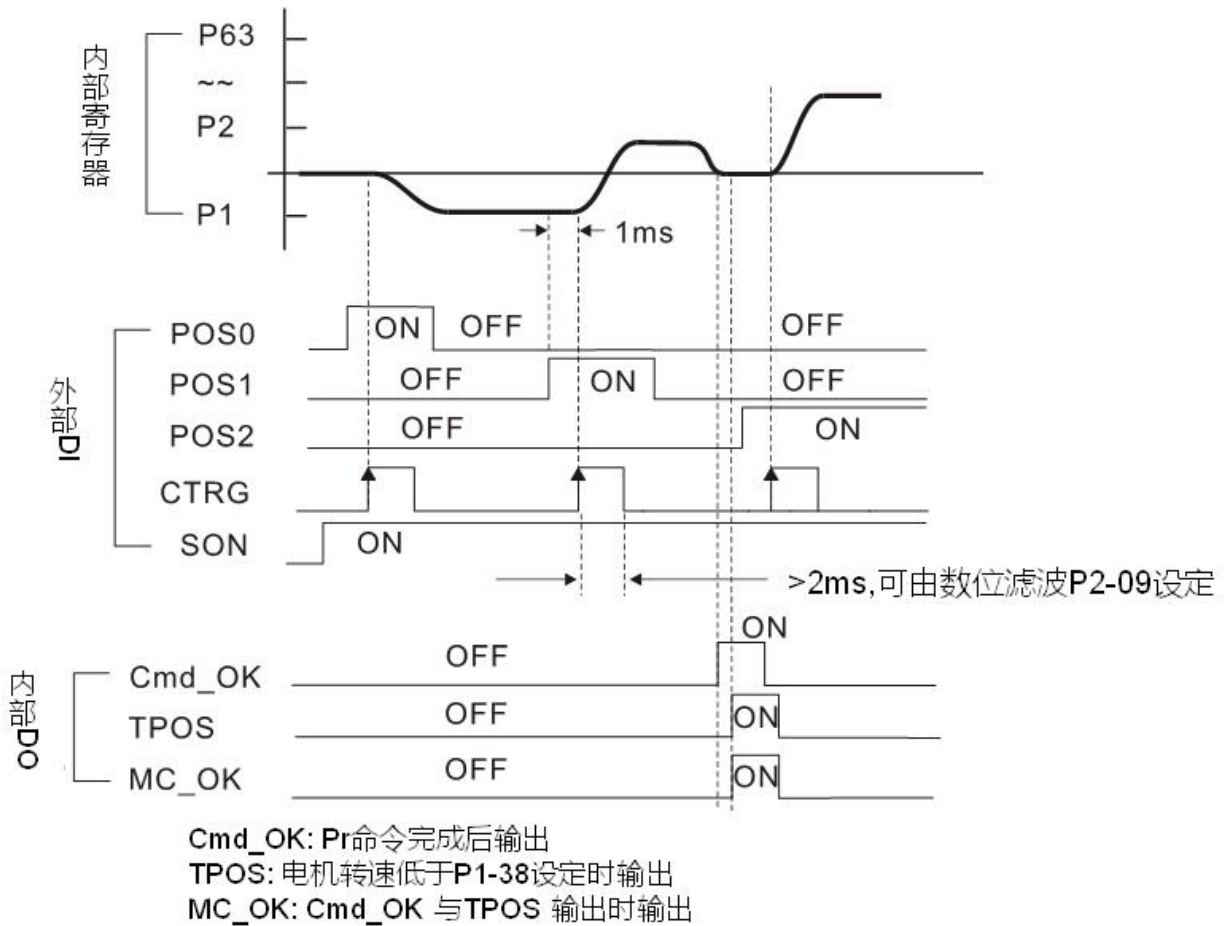 内部寄存器
P63
~~
P2
P1
1ms
外部DI
POS0
ON
OFF
OFF
POS1
OFF
ON
OFF
POS2
OFF
ON
CTRG
SON
ON
>2ms,可由数位滤波P2-09设定
内部DO
ON
Cmd_OK
OFF
TPOS
OFF
ON
MC_OK
OFF
ON
Cmd_OK: Pr命令完成后输出
TPOS: 电机转速低于P1-38设定时输出
MC_OK: Cmd_OK 与TPOS 输出时输出